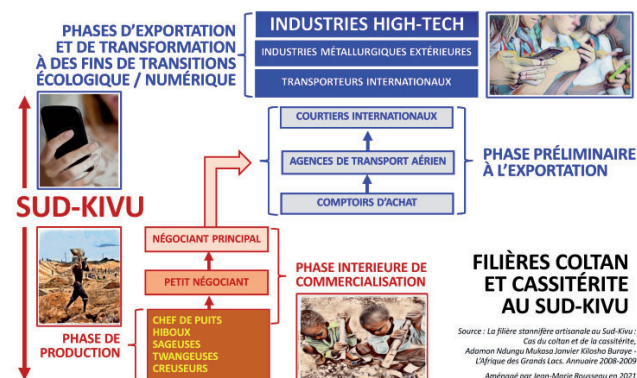 PHASES D'EXPORTATION
ET DE TRANSFORMATION
À DES FINS DE TRANSITIONS
ÉCOLOGIQUE / NUMÉRIQUE
INDUSTRIES HIGH-TECH
INDUSTRIES MÉTALLURGIQUES EXTÉRIEURES
TRANSPORTEURS INTERNATIONAUX
COURTIERS INTERNATIONAUX
AGENCES DE TRANSPORT AÉRIEN
COMPTOIRS D'ACHAT
PHASE PRÉLIMINAIRE
À L'EXPORTATION
SUD-KIVU
NÉGOCIANT PRINCIPAL
PETIT NÉGOCIANT
PHASE INTERIEURE DE
COMMERCIALISATION
PHASE DE
PRODUCTION
CHEF DE PUITS
HIBOUX
SAGEUSES
TWANGEUSES
CREUSEURS
FILIÈRES COLTAN
ET CASSITÉRITE
AU SUD-KIVU
Source : La filière stannifère artisanale au Sud-Kivu :
Cas du coltan et de la cassitérite,
Adamon Ndungu Mukasa Janvier Kilosho Buraye -
L'Afrique des Grands Lacs. Annuaire 2008-2009
Aménagé par Jean-Marie Rousseau en 2021